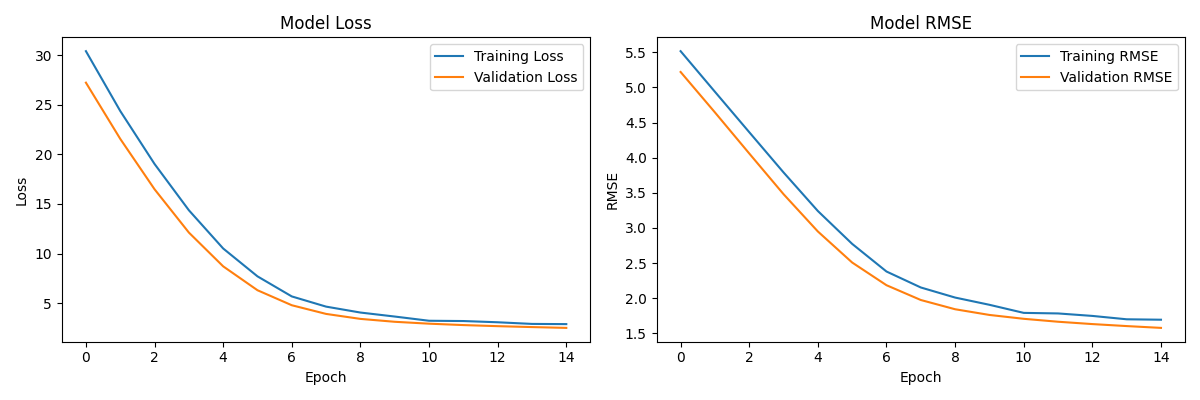 Model Loss
30
25
20
15
10
5
Loss
Training Loss
Validation Loss
0 2 4 6 8 10 12 14
Epoch
Model RMSE
5.5
5.0
4.5
4.0
3.5
3.0
2.5
2.0
1.5
RMSE
Training RMSE
Validation RMSE
0 2 4 6 8 10 12 14
Epoch